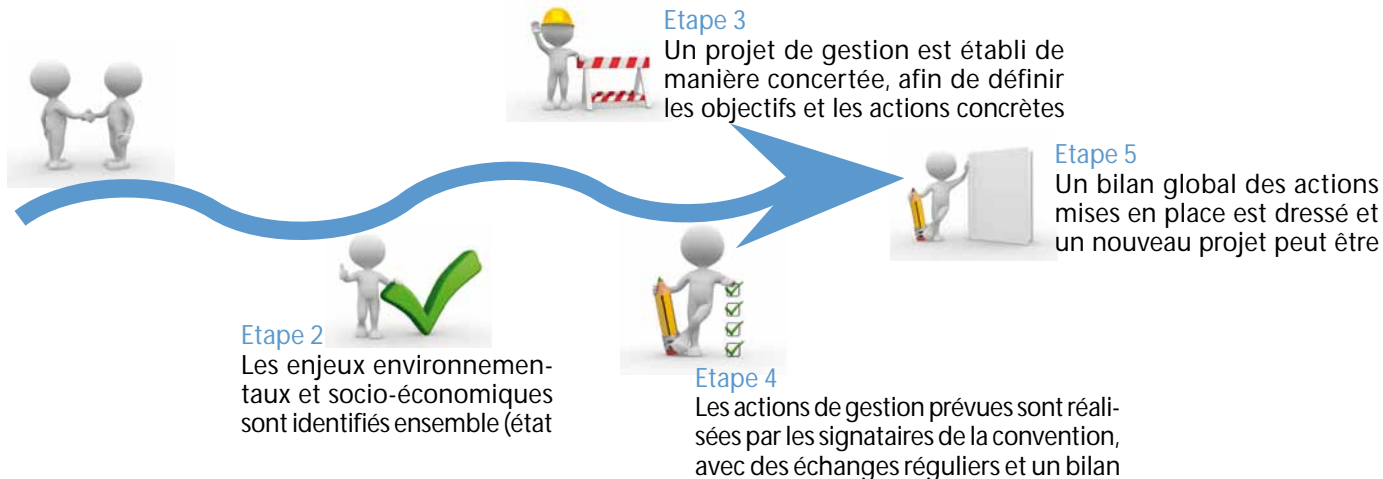 Etape 3
Un projet de gestion est établi de
manière concertée, afin de définir
les objectifs et les actions concrètes
Etape 5
Un bilan global des actions
mises en place est dressé et
un nouveau projet peut être
Etape 2
Les enjeux environnemen-
taux et socio-économiques
sont identifiés ensemble (état
Etape 4
Les actions de gestion prévues sont réali-
sées par les signataires de la convention,
avec des échanges réguliers et un bilan